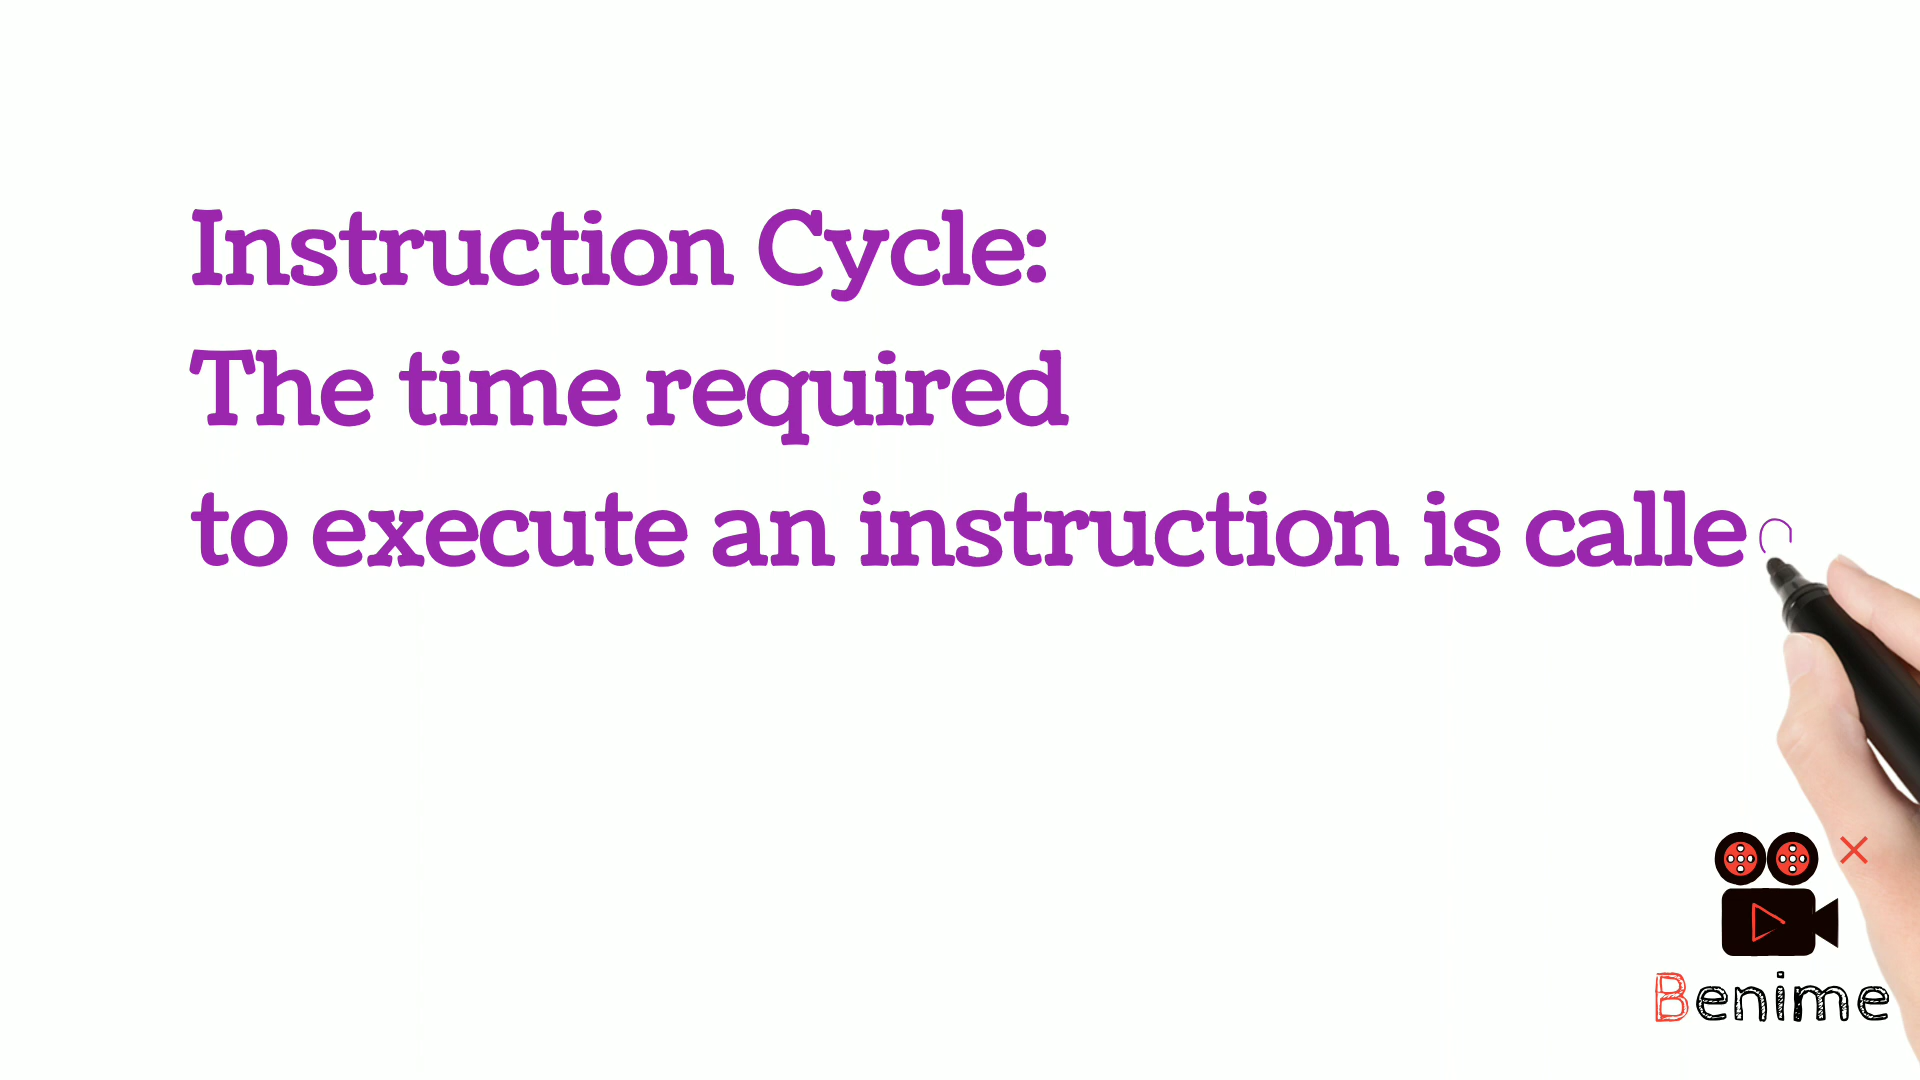 Instruction Cycle:
The time required
to execute an instruction is calle
Benime